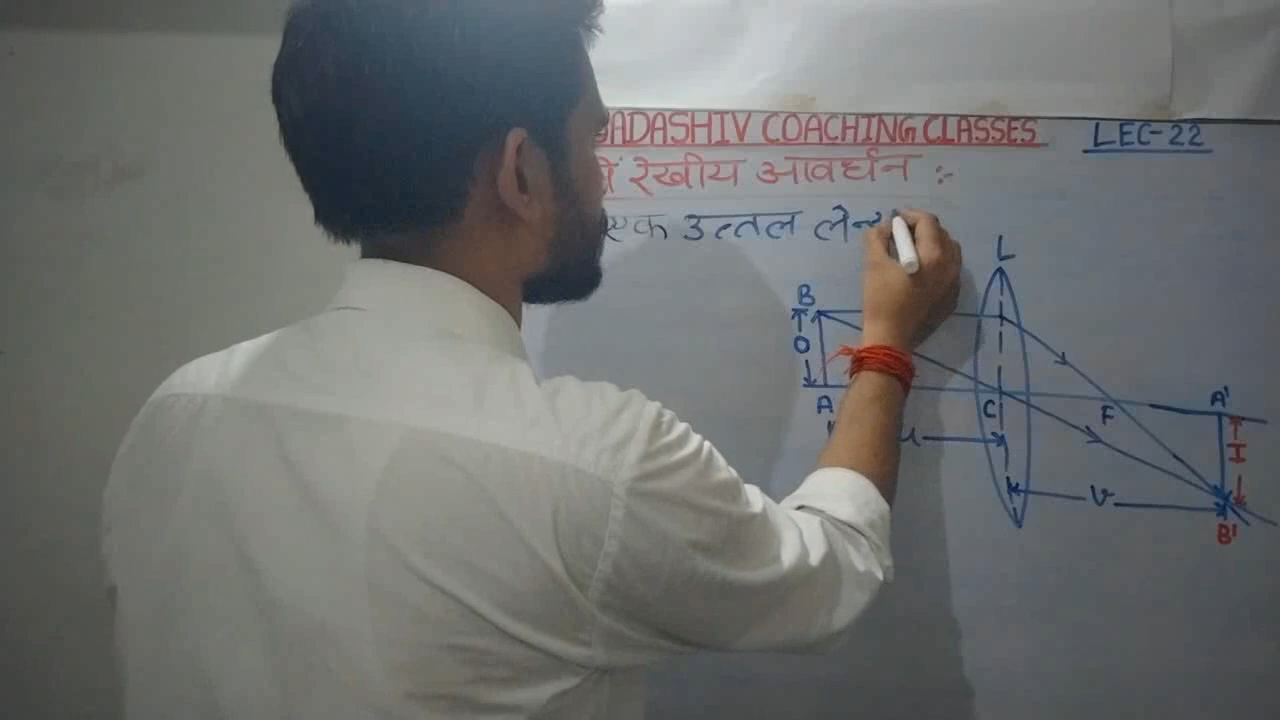 SADASHIV COACHING CLASSES LEC-22
रेखीय आवर्धन :-
एक उत्तल
L
B
O
A C F A'
I
u
v
B'